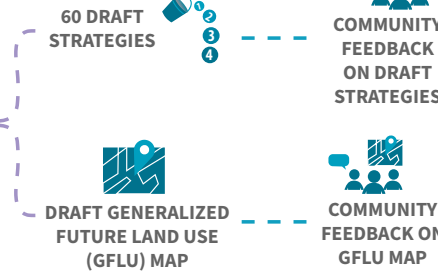 60 DRAFT
STRATEGIES
2
3
4
COMMUNITY
FEEDBACK
ON DRAFT
STRATEGIES
DRAFT GENERALIZED
FUTURE LAND USE
(GFLU) MAP
COMMUNITY
FEEDBACK ON
GFLU MAP